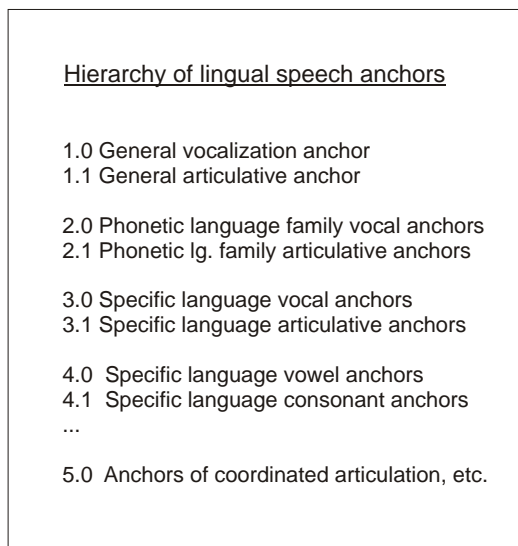 Hierarchy of lingual speech anchors
1.0 General vocalization anchor
1.1 General articulative anchor
2.0 Phonetic language family vocal anchors
2.1 Phonetic lg. family articulative anchors
3.0 Specific language vocal anchors
3.1 Specific language articulative anchors
4.0 Specific language vowel anchors
4.1 Specific language consonant anchors
...
5.0 Anchors of coordinated articulation, etc.